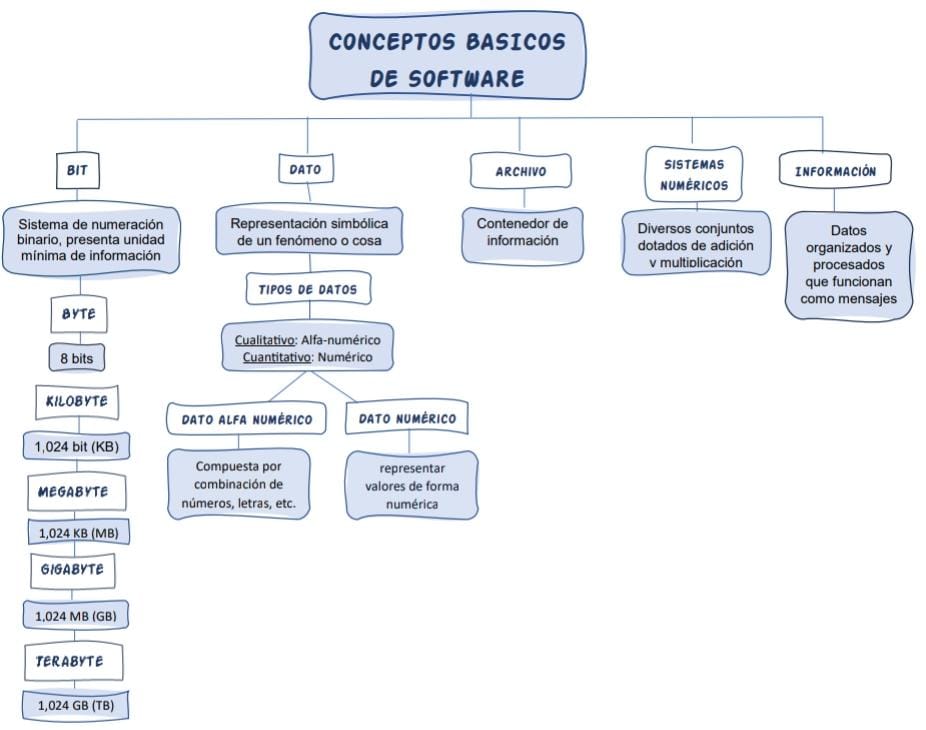 CONCEPTOS BASICOS
DE SOFTWARE
BIT
Sistema de numeración
binario, presenta unidad
mínima de información
BYTE
8 bits
KILOBYTE
1,024 bit (KB)
MEGABYTE
1,024 KB (MB)
GIGABYTE
1,024 MB (GB)
TERABYTE
1,024 GB (TB)
DATO
Representación simbólica
de un fenómeno o cosa
TIPOS DE DATOS
Cualitativo: Alfa-numérico
Cuantitativo: Numérico
DATO ALFA NUMÉRICO
Compuesta por
combinación de
números, letras, etc.
DATO NUMÉRICO
representar
valores de forma
numérica
ARCHIVO
Contenedor de
información
SISTEMAS
NUMÉRICOS
Diversos conjuntos
dotados de adición
y multiplicación
INFORMACIÓN
Datos
organizados y
procesados
que funcionan
como mensajes